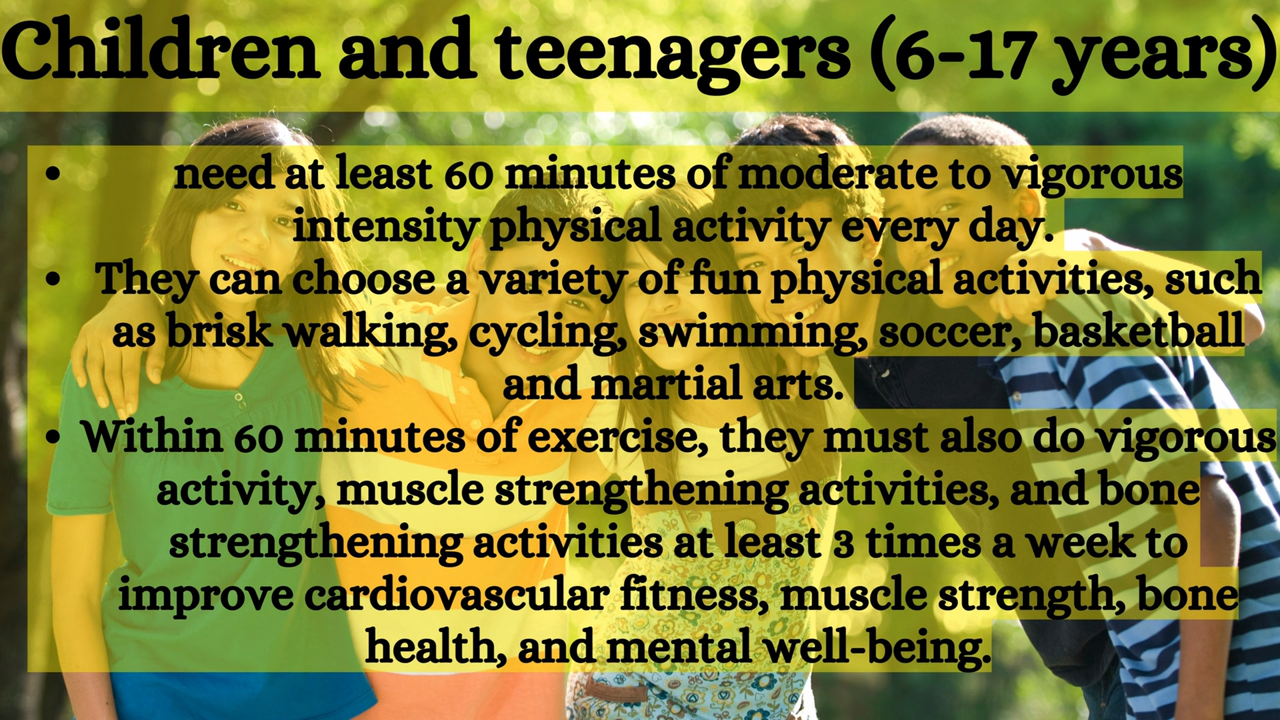 Children and teenagers (6-17 years)
• need at least 60 minutes of moderate to vigorous
intensity physical activity every day.
• They can choose a variety of fun physical activities, such
as brisk walking, cycling, swimming, soccer, basketball
and martial arts.
• Within 60 minutes of exercise, they must also do vigorous
activity, muscle strengthening activities, and bone
strengthening activities at least 3 times a week to
improve cardiovascular fitness, muscle strength, bone
health, and mental well-being.